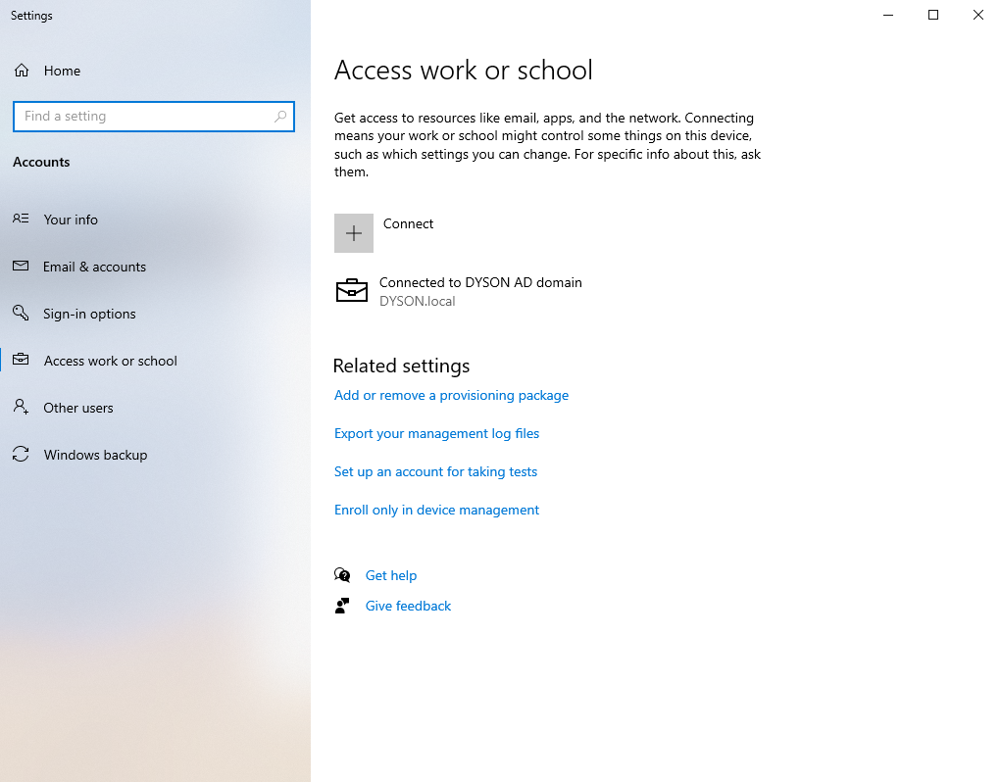 Settings
Home
Find a setting
Accounts
Your info
Email & accounts
Sign-in options
Access work or school
Other users
Windows backup
Access work or school
Get access to resources like email, apps, and the network. Connecting
means your work or school might control some things on this device,
such as which settings you can change. For specific info about this, ask
them.
Connect
Connected to DYSON AD domain
DYSON.local
Related settings
Add or remove a provisioning package
Export your management log files
Set up an account for taking tests
Enroll only in device management
Get help
Give feedback